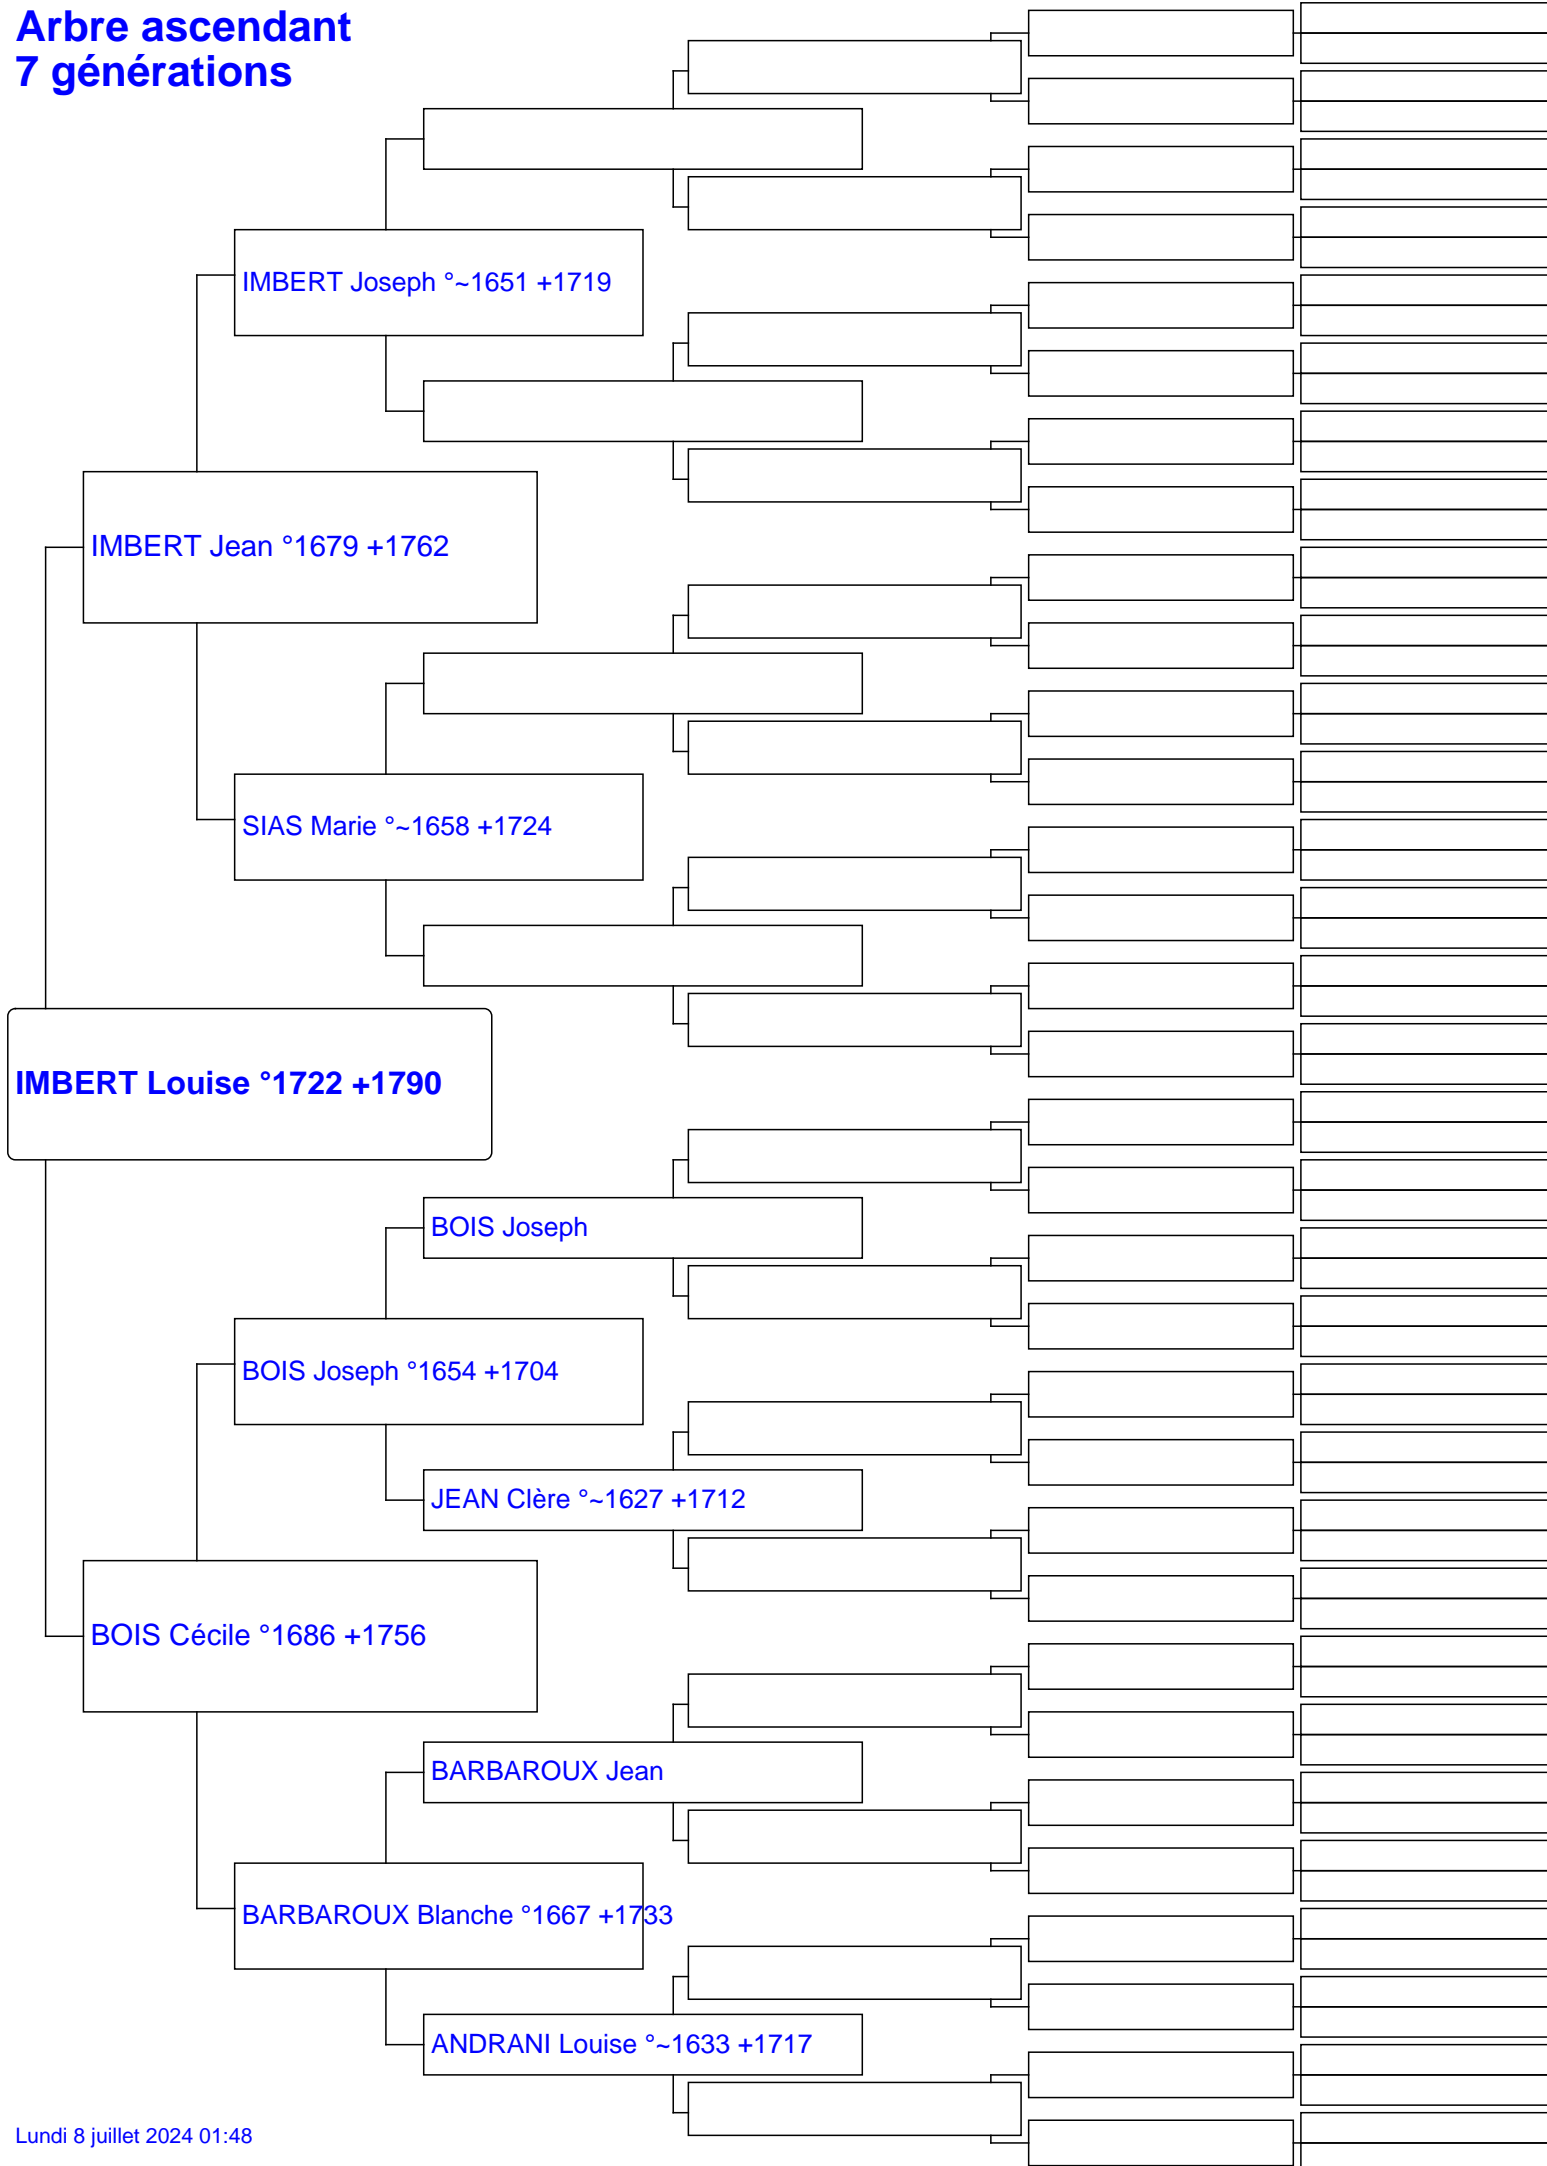 Arbre ascendant
7 générations
IMBERT Joseph °~1651 +1719
IMBERT Jean °1679 +1762
SIAS Marie °~1658 +1724
IMBERT Louise °1722 +1790
BOIS Joseph
BOIS Joseph °1654 +1704
JEAN Clère °~1627 +1712
BOIS Cécile °1686 +1756
BARBAROUX Jean
BARBAROUX Blanche °1667 +1733
ANDRANI Louise °~1633 +1717
Lundi 8 juillet 2024 01:48